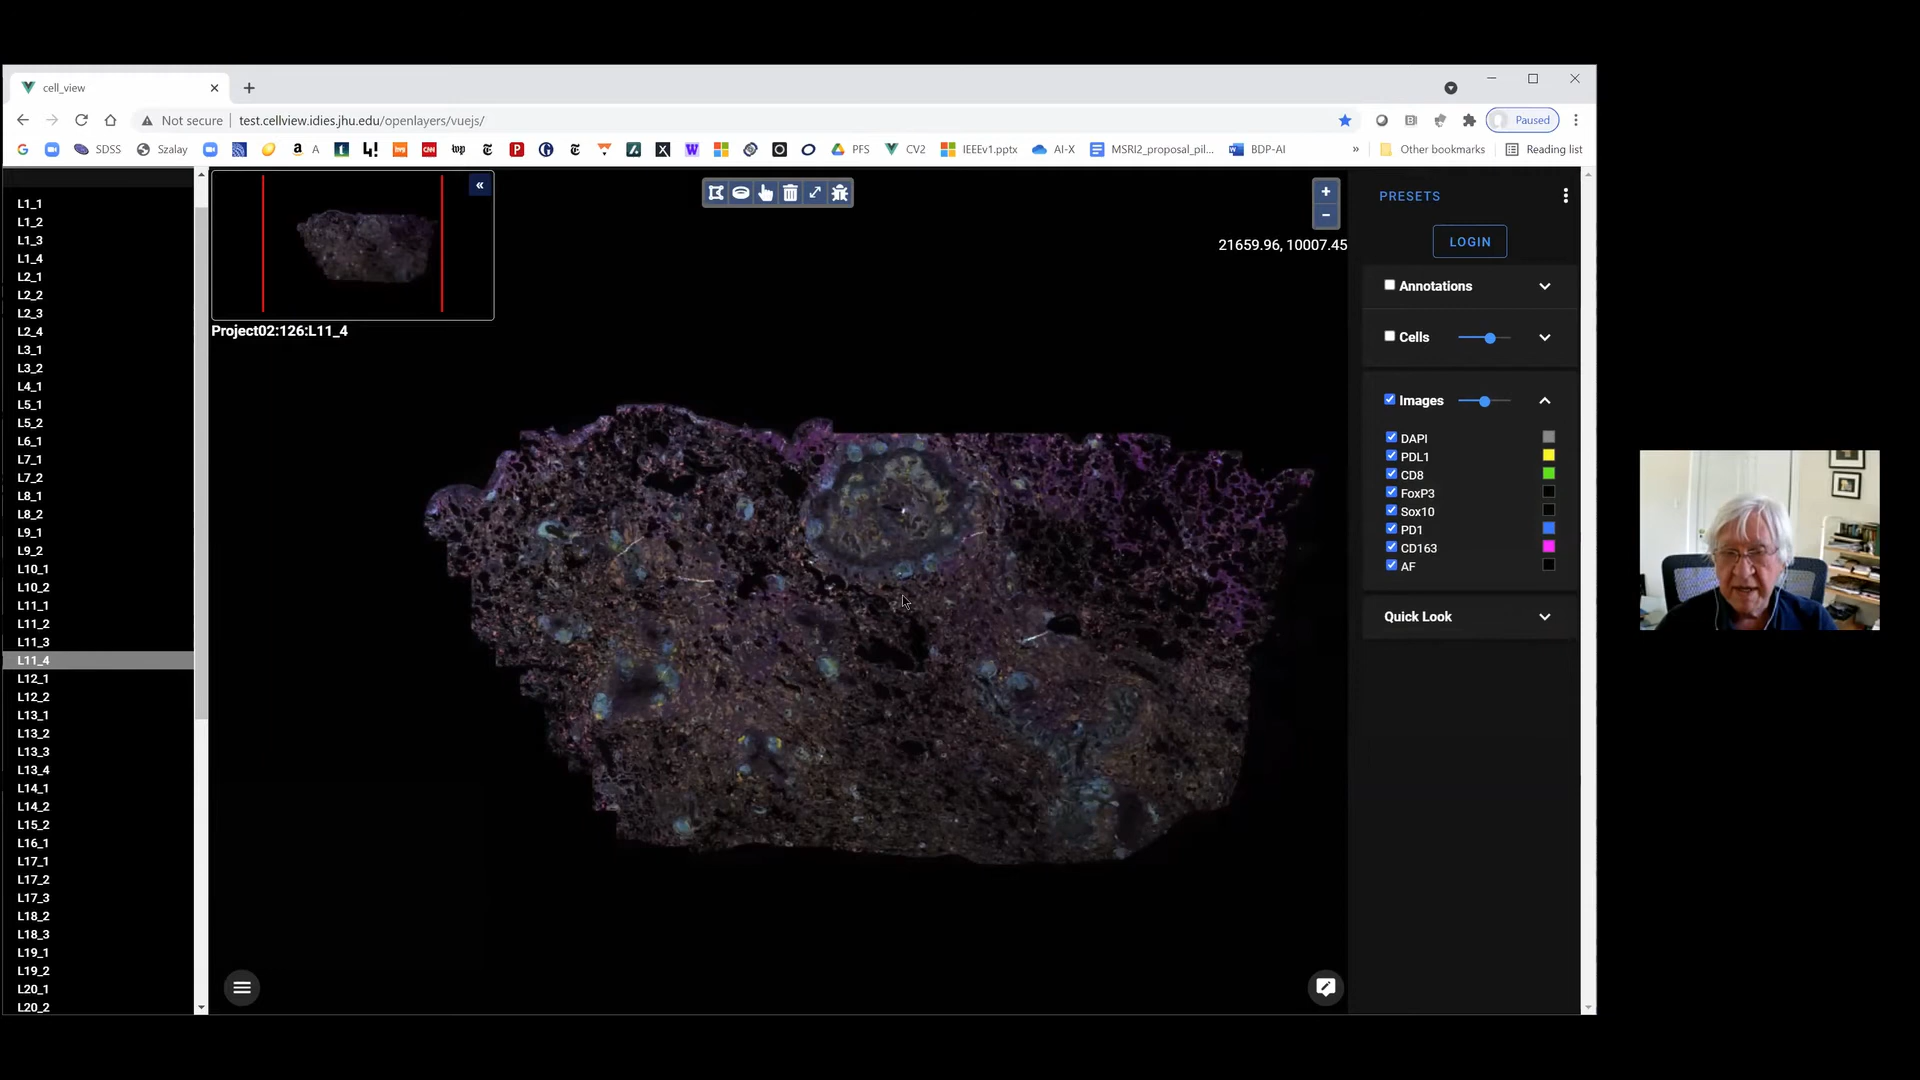 cell_view
Not secure
test.cellview.idies.jhu.edu/openlayers/vuejs/
Paused
SDSS
Szalay
A
PFS
CV2
IEEEv1.pptx
AI-X
MSRI2_proposal_pil...
BDP-AI
»
Other bookmarks
Reading list
L1_1
L1_2
L1_3
L1_4
L2_1
L2_2
L2_3
L2_4
L3_1
L3_2
L4_1
L5_1
L5_2
L6_1
L7_1
L7_2
L8_1
L8_2
L9_1
L9_2
L10_1
L10_2
L11_1
L11_2
L11_3
L11_4
L12_1
L12_2
L13_1
L13_2
L13_3
L13_4
L14_1
L14_2
L15_2
L16_1
L17_1
L17_2
L17_3
L18_2
L18_3
L19_1
L19_2
L20_1
L20_2
«
Project02:126:L11_4
+
−
21659.96, 10007.45
PRESETS
LOGIN
Annotations
Cells
Images
DAPI
PDL1
CD8
FoxP3
Sox10
PD1
CD163
AF
Quick Look